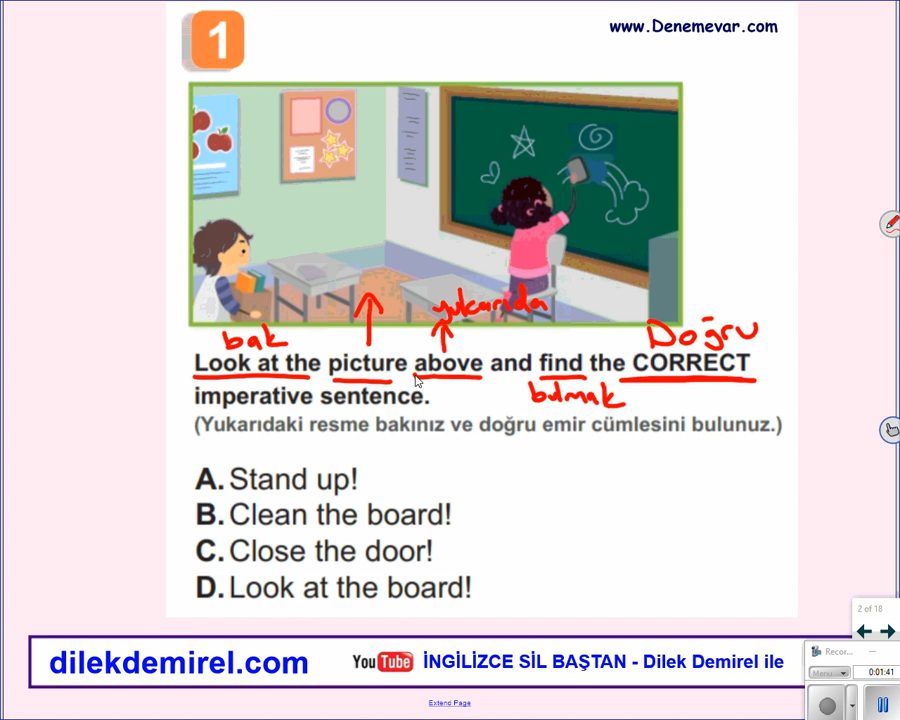 1
www.Denemevar.com
yukarıda
bak
Doğru
Look at the picture above and find the CORRECT
bulmak
imperative sentence.
(Yukarıdaki resme bakınız ve doğru emir cümlesini bulunuz.)
A. Stand up!
B. Clean the board!
C. Close the door!
D. Look at the board!
2 of 18
dilekdemirel.com
YouTube İNGİLİZCE SİL BAŞTAN - Dilek Demirel ile
Recor...
Menu
0:01:41
Extend Page